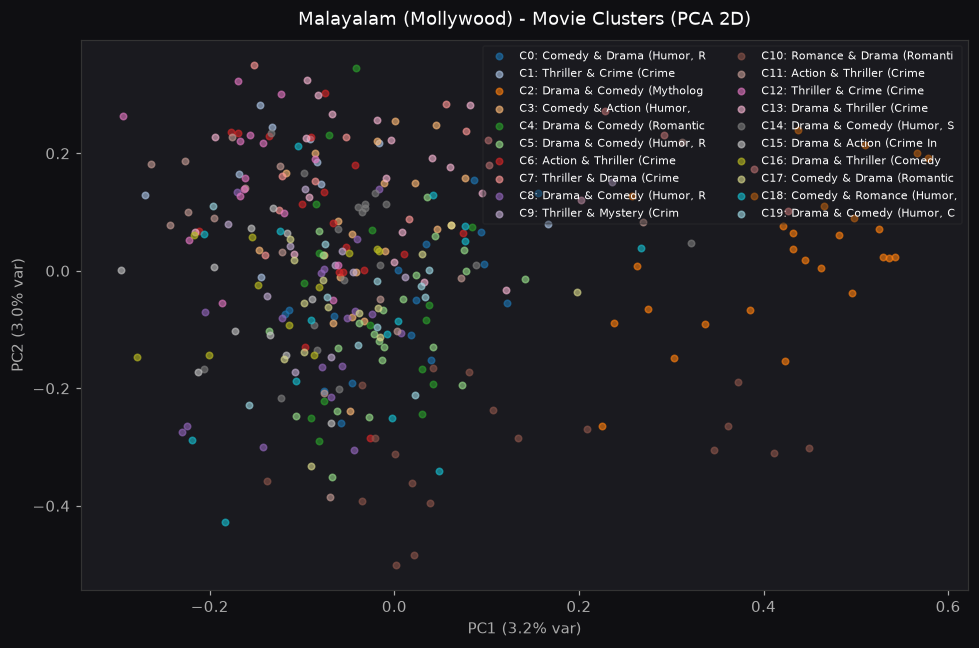 Malayalam (Mollywood) - Movie Clusters (PCA 2D)
C0: Comedy & Drama (Humor, R
C1: Thriller & Crime (Crime
C2: Drama & Comedy (Mytholog
C3: Comedy & Action (Humor,
C4: Drama & Comedy (Romantic
C5: Drama & Comedy (Humor, R
C6: Action & Thriller (Crime
C7: Thriller & Drama (Crime
C8: Drama & Comedy (Humor, R
C9: Thriller & Mystery (Crim
C10: Romance & Drama (Romanti
C11: Action & Thriller (Crime
C12: Thriller & Crime (Crime
C13: Drama & Thriller (Crime
C14: Drama & Comedy (Humor, S
C15: Drama & Action (Crime In
C16: Drama & Thriller (Comedy
C17: Comedy & Drama (Romantic
C18: Comedy & Romance (Humor,
C19: Drama & Comedy (Humor, C
PC2 (3.0% var)
0.2
0.0
−0.2
−0.4
−0.2
0.0
0.2
0.4
0.6
PC1 (3.2% var)